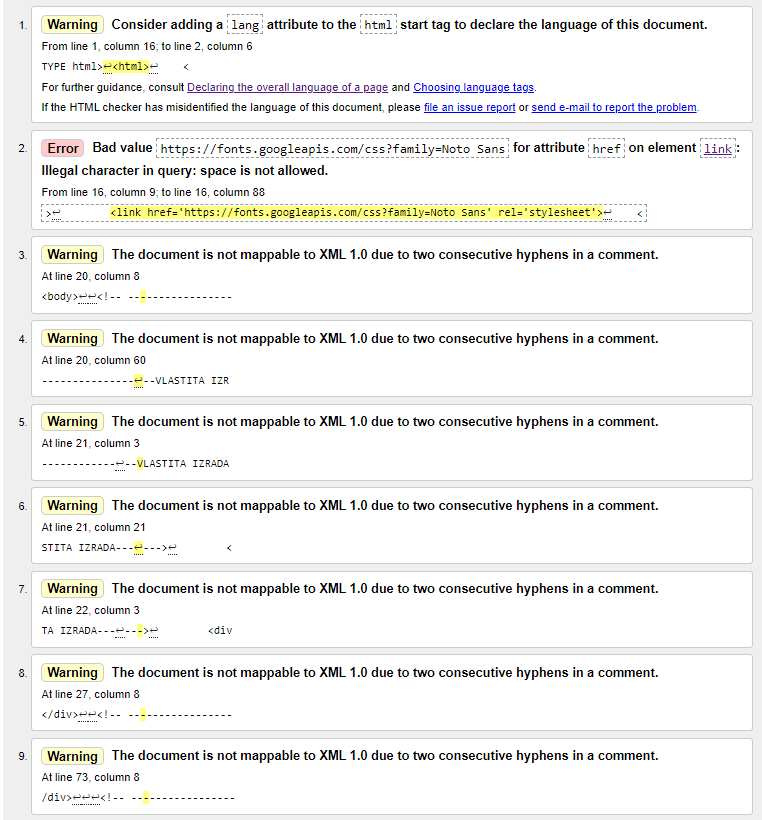 1. Warning Consider adding a lang attribute to the html start tag to declare the language of this document.
From line 1, column 16; to line 2, column 6
TYPE html>↩<html>↩    <
For further guidance, consult Declaring the overall language of a page and Choosing language tags.
If the HTML checker has misidentified the language of this document, please file an issue report or send e-mail to report the problem.
2. Error Bad value https://fonts.googleapis.com/css?family=Noto Sans for attribute href on element link:
Illegal character in query: space is not allowed.
From line 16, column 9; to line 16, column 88
>↩        <link href='https://fonts.googleapis.com/css?family=Noto Sans' rel='stylesheet'>↩    <
3. Warning The document is not mappable to XML 1.0 due to two consecutive hyphens in a comment.
At line 20, column 8
<body>↩↩<!-- -----------------
4. Warning The document is not mappable to XML 1.0 due to two consecutive hyphens in a comment.
At line 20, column 60
---------------↩--VLASTITA IZR
5. Warning The document is not mappable to XML 1.0 due to two consecutive hyphens in a comment.
At line 21, column 3
------------↩--VLASTITA IZRADA
6. Warning The document is not mappable to XML 1.0 due to two consecutive hyphens in a comment.
At line 21, column 21
STITA IZRADA---↩--->↩        <
7. Warning The document is not mappable to XML 1.0 due to two consecutive hyphens in a comment.
At line 22, column 3
TA IZRADA---↩--->↩        <div
8. Warning The document is not mappable to XML 1.0 due to two consecutive hyphens in a comment.
At line 27, column 8
</div>↩↩<!-- -----------------
9. Warning The document is not mappable to XML 1.0 due to two consecutive hyphens in a comment.
At line 73, column 8
/div>↩↩↩<!-- -----------------